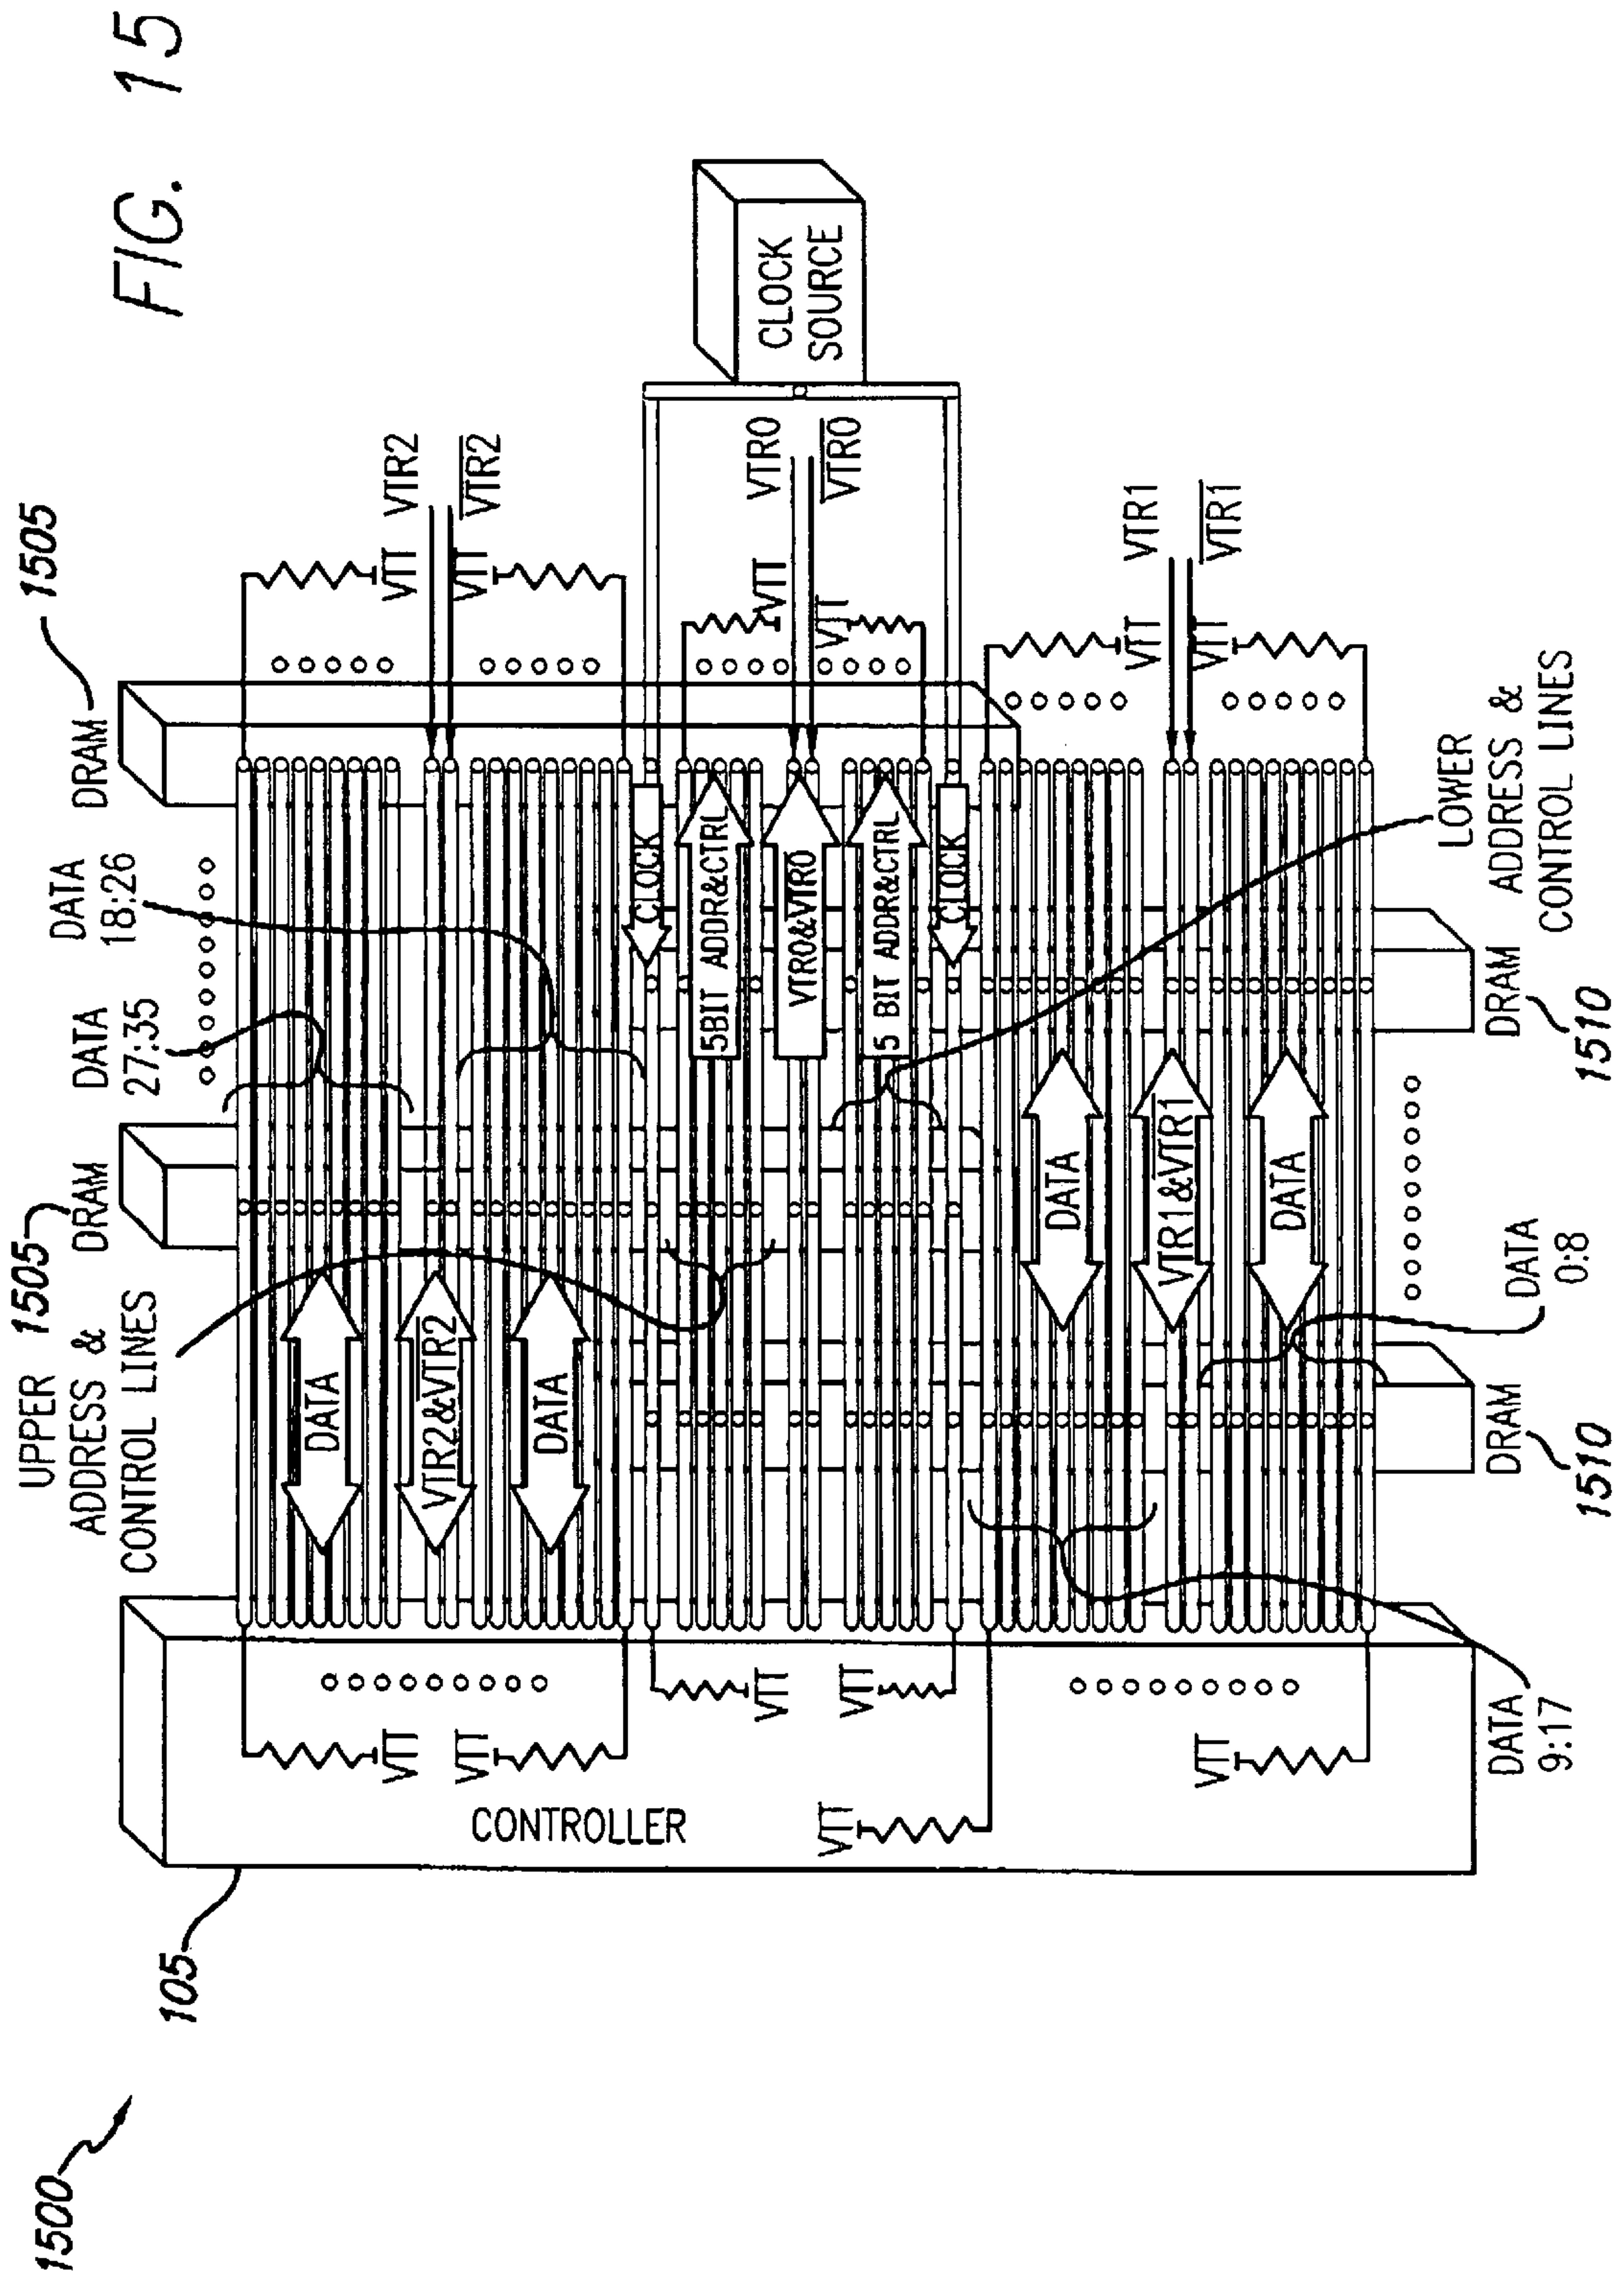 FIG. 15
1500
105
CONTROLLER
UPPER
ADDRESS &
CONTROL LINES
1505
DRAM
DATA
27:35
DATA
18:26
DRAM
1505
VTR2
VTR2
VTT
VTT
VTR0
VTR0
VTT
VTT
CLOCK
SOURCE
VTR1
VTR1
VTT
VTT
DATA
VTR2&VTR2
DATA
CLOCK
5BIT ADDR&CTRL
VTR0&VTR0
5 BIT ADDR&CTRL
CLOCK
DATA
VTR1&VTR1
DATA
VTT
VTT
VTT
VTT
VTT
VTT
LOWER
ADDRESS &
CONTROL LINES
DATA
9:17
DRAM
1510
DATA
0:8
DRAM
1510